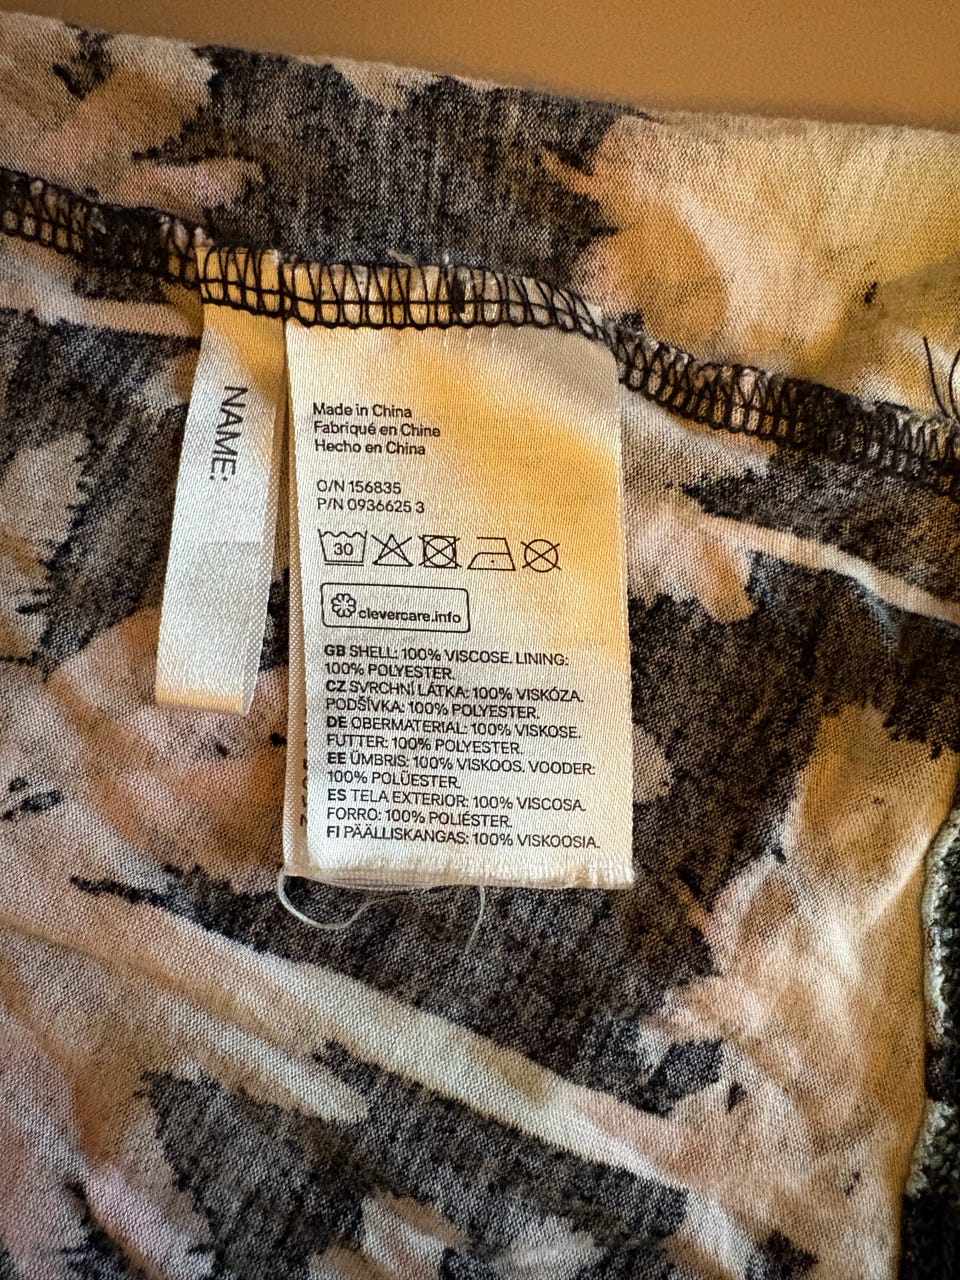 NAME:
Made in China
Fabriqué en Chine
Hecho en China
O/N 156835
P/N 0936625 3
30
clevercare.info
GB SHELL: 100% VISCOSE. LINING:
100% POLYESTER.
CZ SVRCHNÍ LÁTKA: 100% VISKÓZA.
PODŠÍVKA: 100% POLYESTER.
DE OBERMATERIAL: 100% VISKOSE.
FUTTER: 100% POLYESTER.
EE ÜMBRIS: 100% VISKOOS. VOODER:
100% POLÜESTER.
ES TELA EXTERIOR: 100% VISCOSA.
FORRO: 100% POLIÉSTER.
FI PÄÄLLISKANGAS: 100% VISKOOSIA.